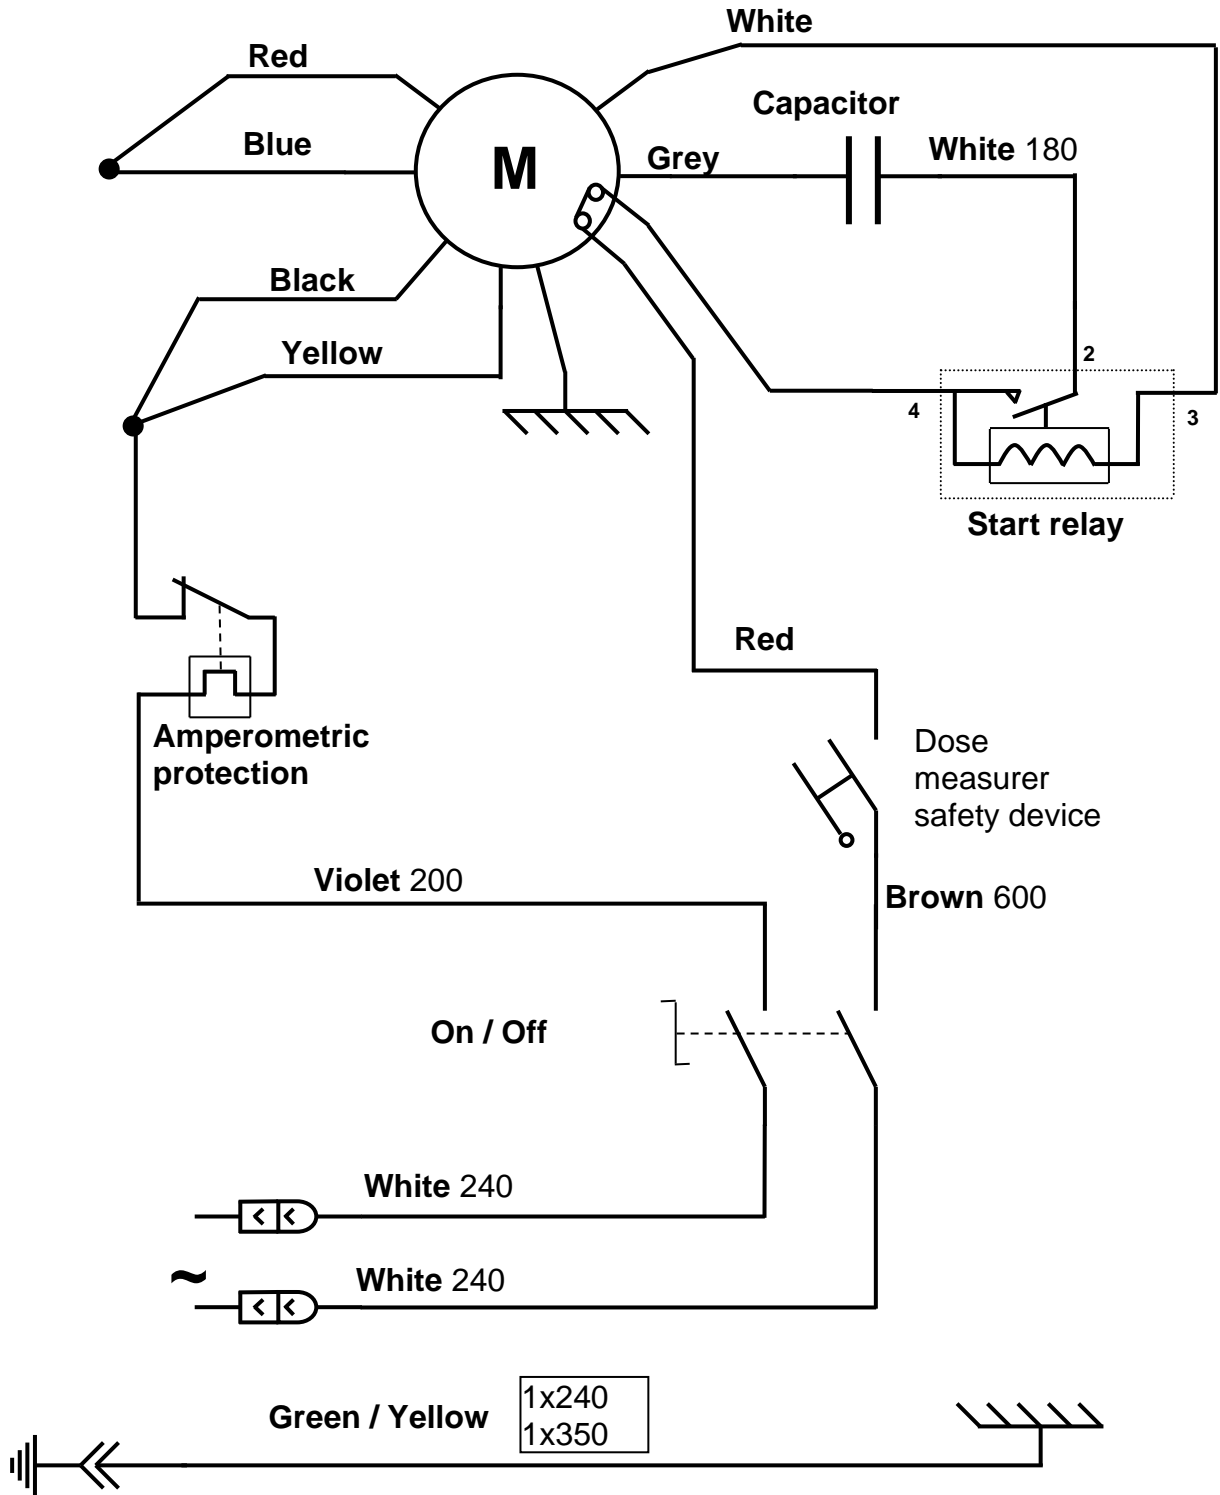 White
Red
Capacitor
Blue
M
Grey
White 180
Black
Yellow
2
4
3
Start relay
Red
Amperometric
protection
Dose
measurer
safety device
Violet 200
Brown 600
On / Off
White 240
~
White 240
Green / Yellow
1x240
1x350